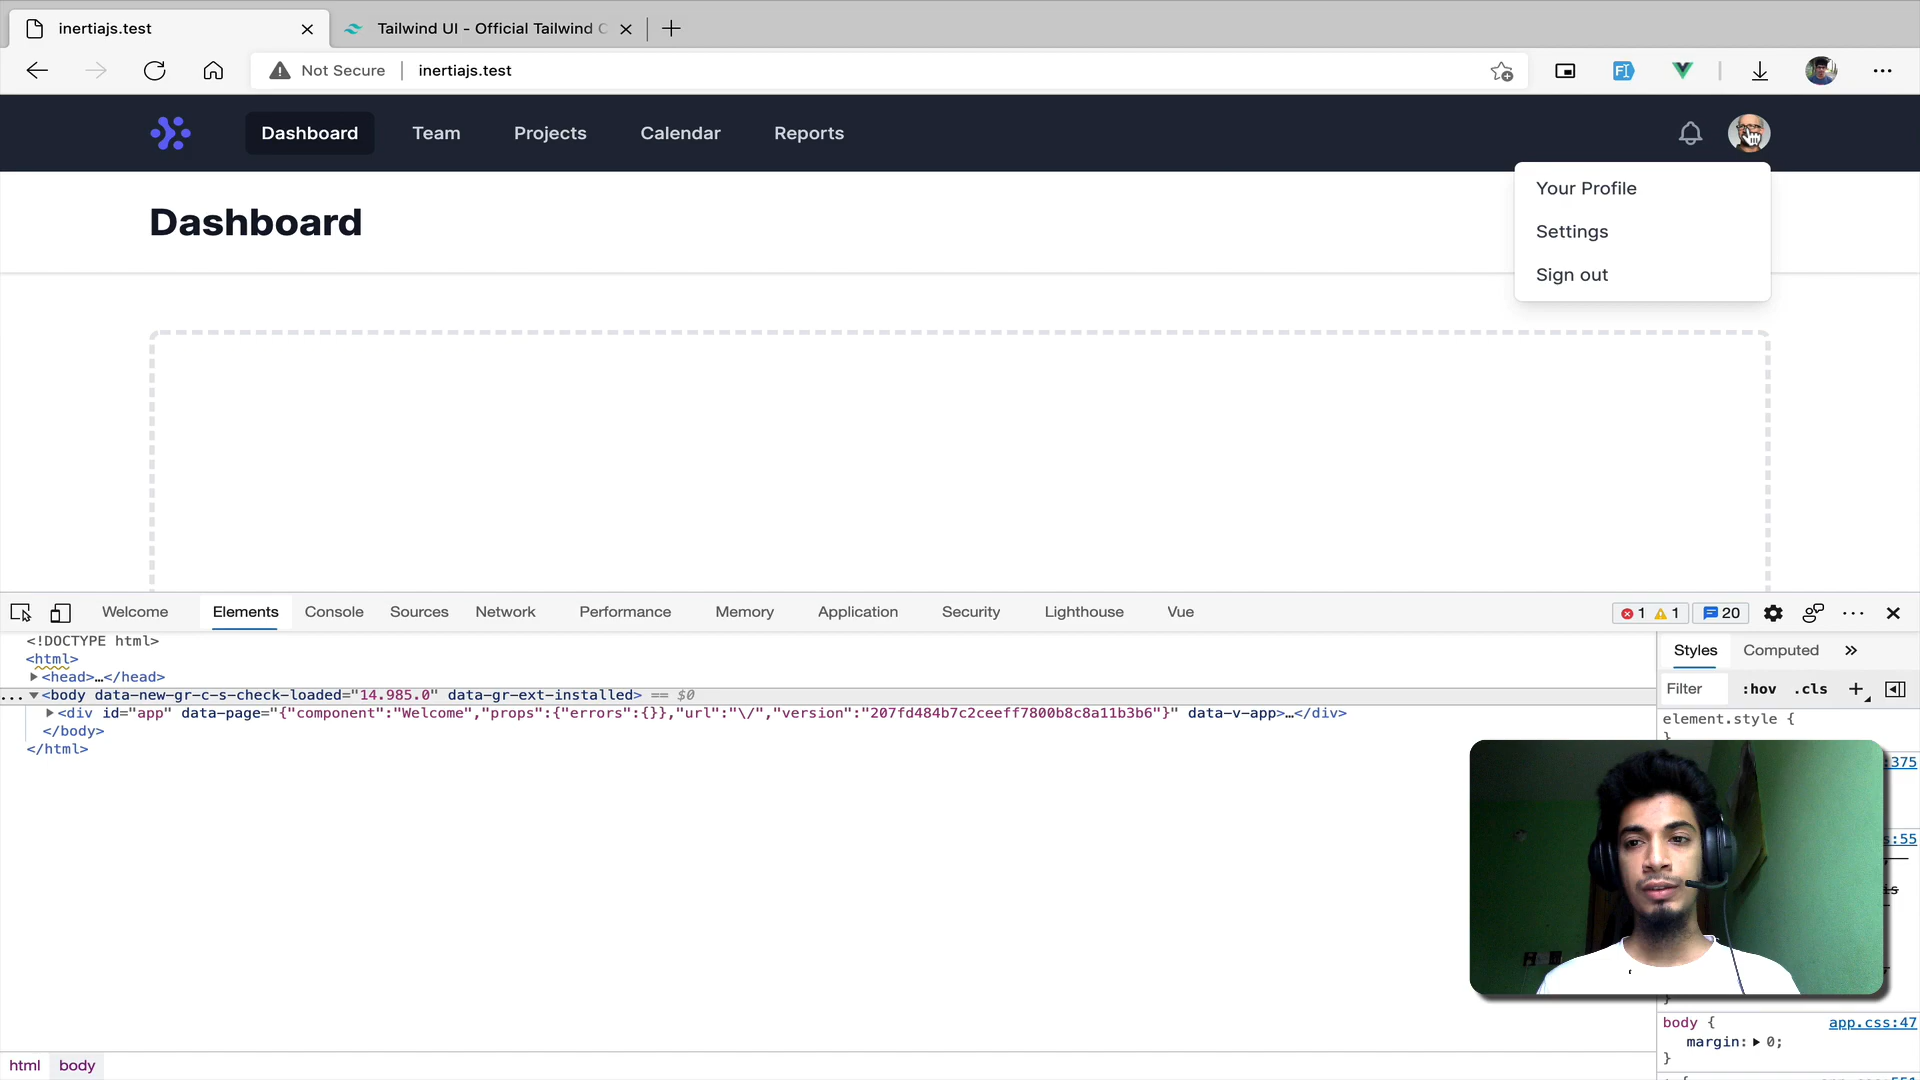 inertiajs.test
Tailwind UI - Official Tailwind C
Not Secure
inertiajs.test
Dashboard
Team
Projects
Calendar
Reports
Your Profile
Settings
Sign out
Dashboard
Welcome
Elements
Console
Sources
Network
Performance
Memory
Application
Security
Lighthouse
Vue
1
1
20
<!DOCTYPE html>
<html>
<head>…</head>
<body data-new-gr-c-s-check-loaded="14.985.0" data-gr-ext-installed> == $0
<div id="app" data-page="{"component":"Welcome","props":{"errors":{}},"url":"\/","version":"207fd484b7c2ceeff7800b8c8a11b3b6"}" data-v-app>…</div>
</body>
</html>
Styles
Computed
Filter
:hov
.cls
element.style {
}
:375
s:55
is
}
body {
app.css:47
margin: 0;
}
html
body